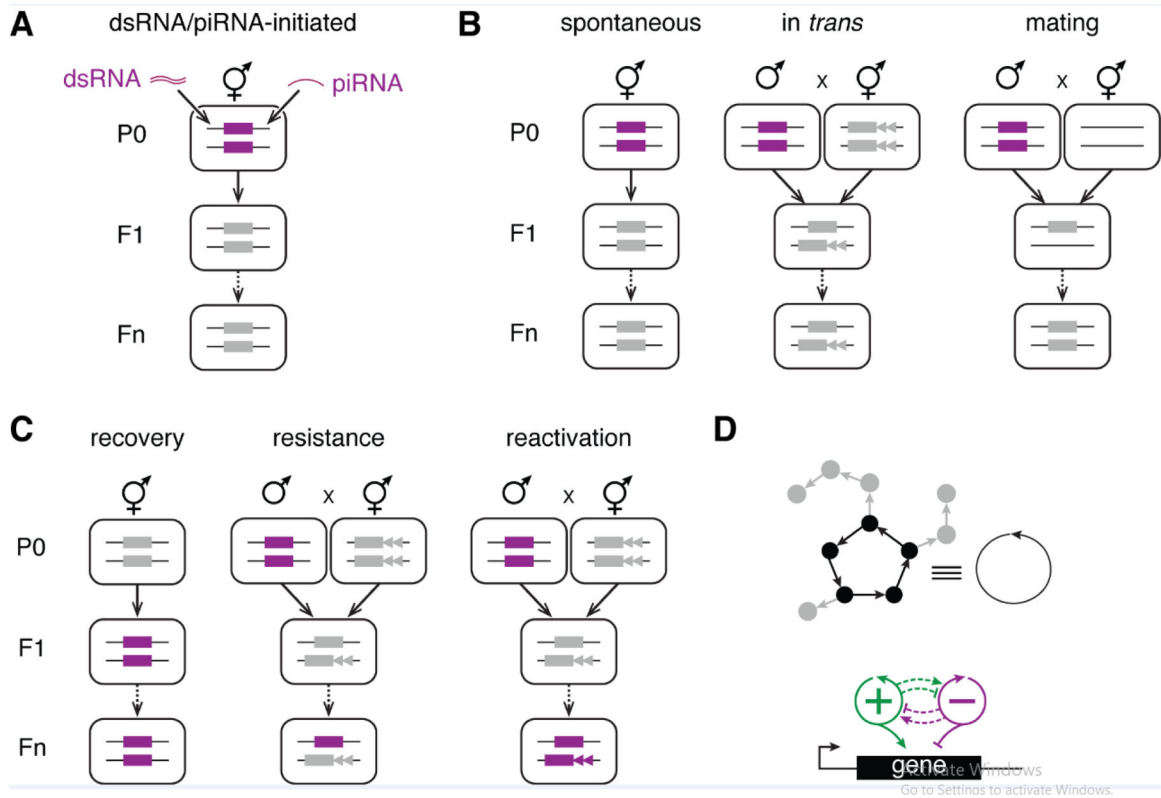 A
dsRNA/piRNA-initiated
dsRNA
piRNA
P0
F1
Fn
B
spontaneous
in trans
mating
x
x
P0
F1
Fn
C
recovery
resistance
reactivation
x
x
P0
F1
Fn
D
+
−
gene
Activate Windows
Go to Settings to activate Windows.